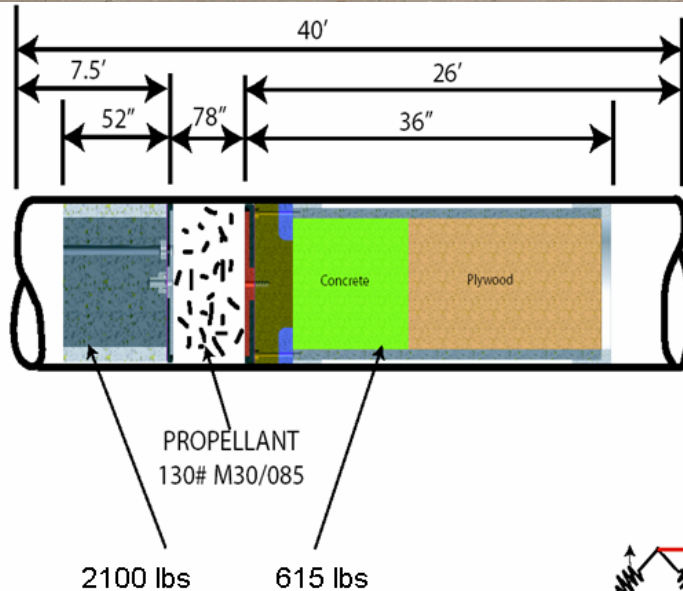 40’
7.5’
26’
52”
78”
36”
Concrete
Plywood
PROPELLANT
130# M30/085
2100 lbs
615 lbs